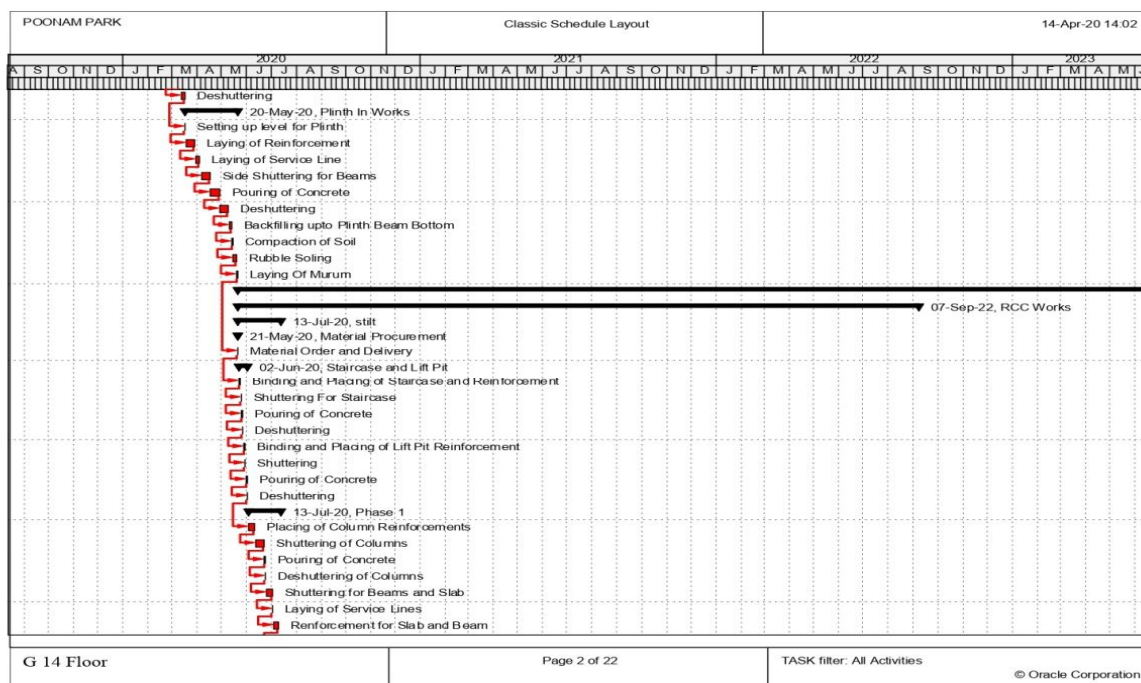 POONAM PARK Classic Schedule Layout 14-Apr-20 14:02
2020 2021 2022 2023
A S O N D J F M A M J J A S O N D J F M A M J J A S O N D J F M A M J J A S O N D J F M A M
Deshuttering
20-May-20, Plinth In Works
Setting up level for Plinth
Laying of Reinforcement
Laying of Service Line
Side Shuttering for Beams
Pouring of Concrete
Deshuttering
Backfilling upto Plinth Beam Bottom
Compaction of Soil
Rubble Soling
Laying Of Murum
07-Sep-22, RCC Works
13-Jul-20, stilt
21-May-20, Material Procurement
Material Order and Delivery
02-Jun-20, Staircase and Lift Pit
Binding and Placing of Staircase and Reinforcement
Shuttering For Staircase
Pouring of Concrete
Deshuttering
Binding and Placing of Lift Pit Reinforcement
Shuttering
Pouring of Concrete
Deshuttering
13-Jul-20, Phase 1
Placing of Column Reinforcements
Shuttering of Columns
Pouring of Concrete
Deshuttering of Columns
Shuttering for Beams and Slab
Laying of Service Lines
Renforcement for Slab and Beam
G 14 Floor Page 2 of 22 TASK filter: All Activities
© Oracle Corporation